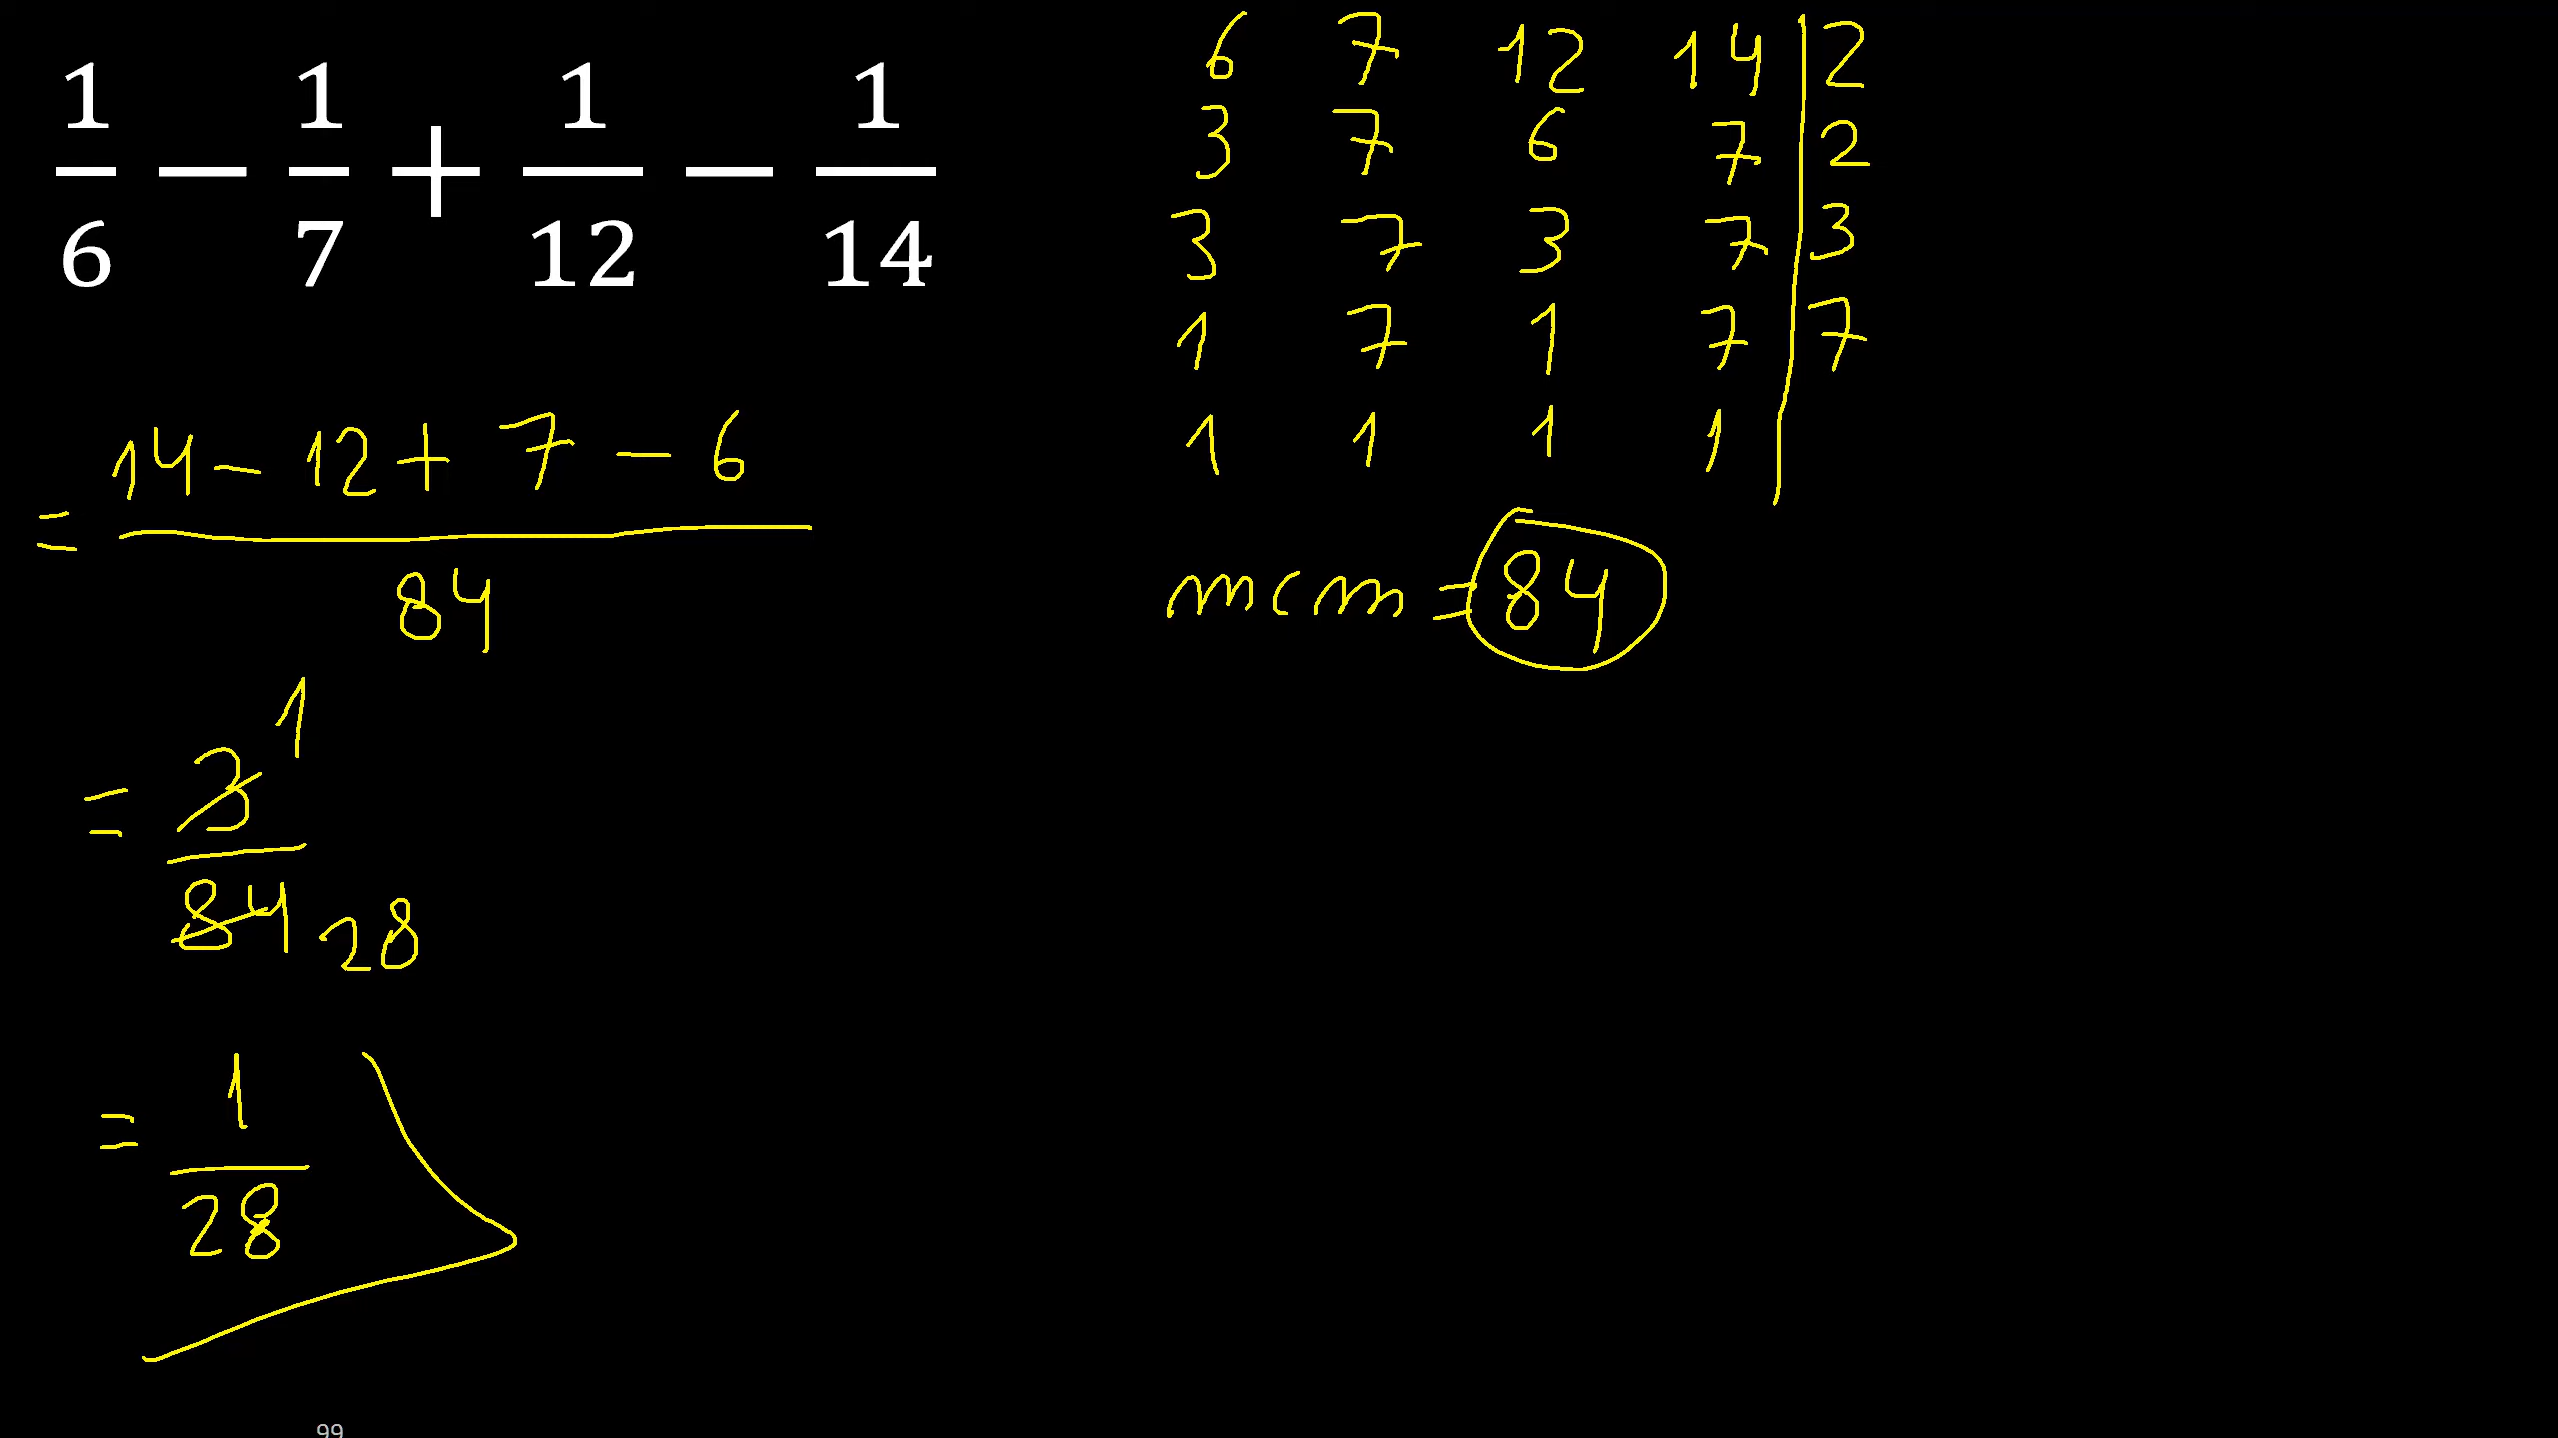 1/6 − 1/7 + 1/12 − 1/14
= (14 − 12 + 7 − 6)/84
= 3/84 1 28
= 1/28
6 7 12 14 | 2
3 7 6 7 | 2
3 7 3 7 | 3
1 7 1 7 | 7
1 1 1 1 |
mcm = 84
99